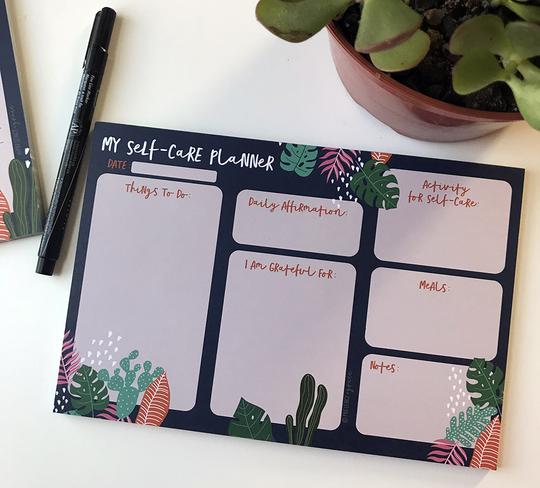 My Self-Care Planner
DATE
Things To Do:
Daily Affirmation:
I Am Grateful For:
Activity
for Self-Care:
Meals:
Notes: